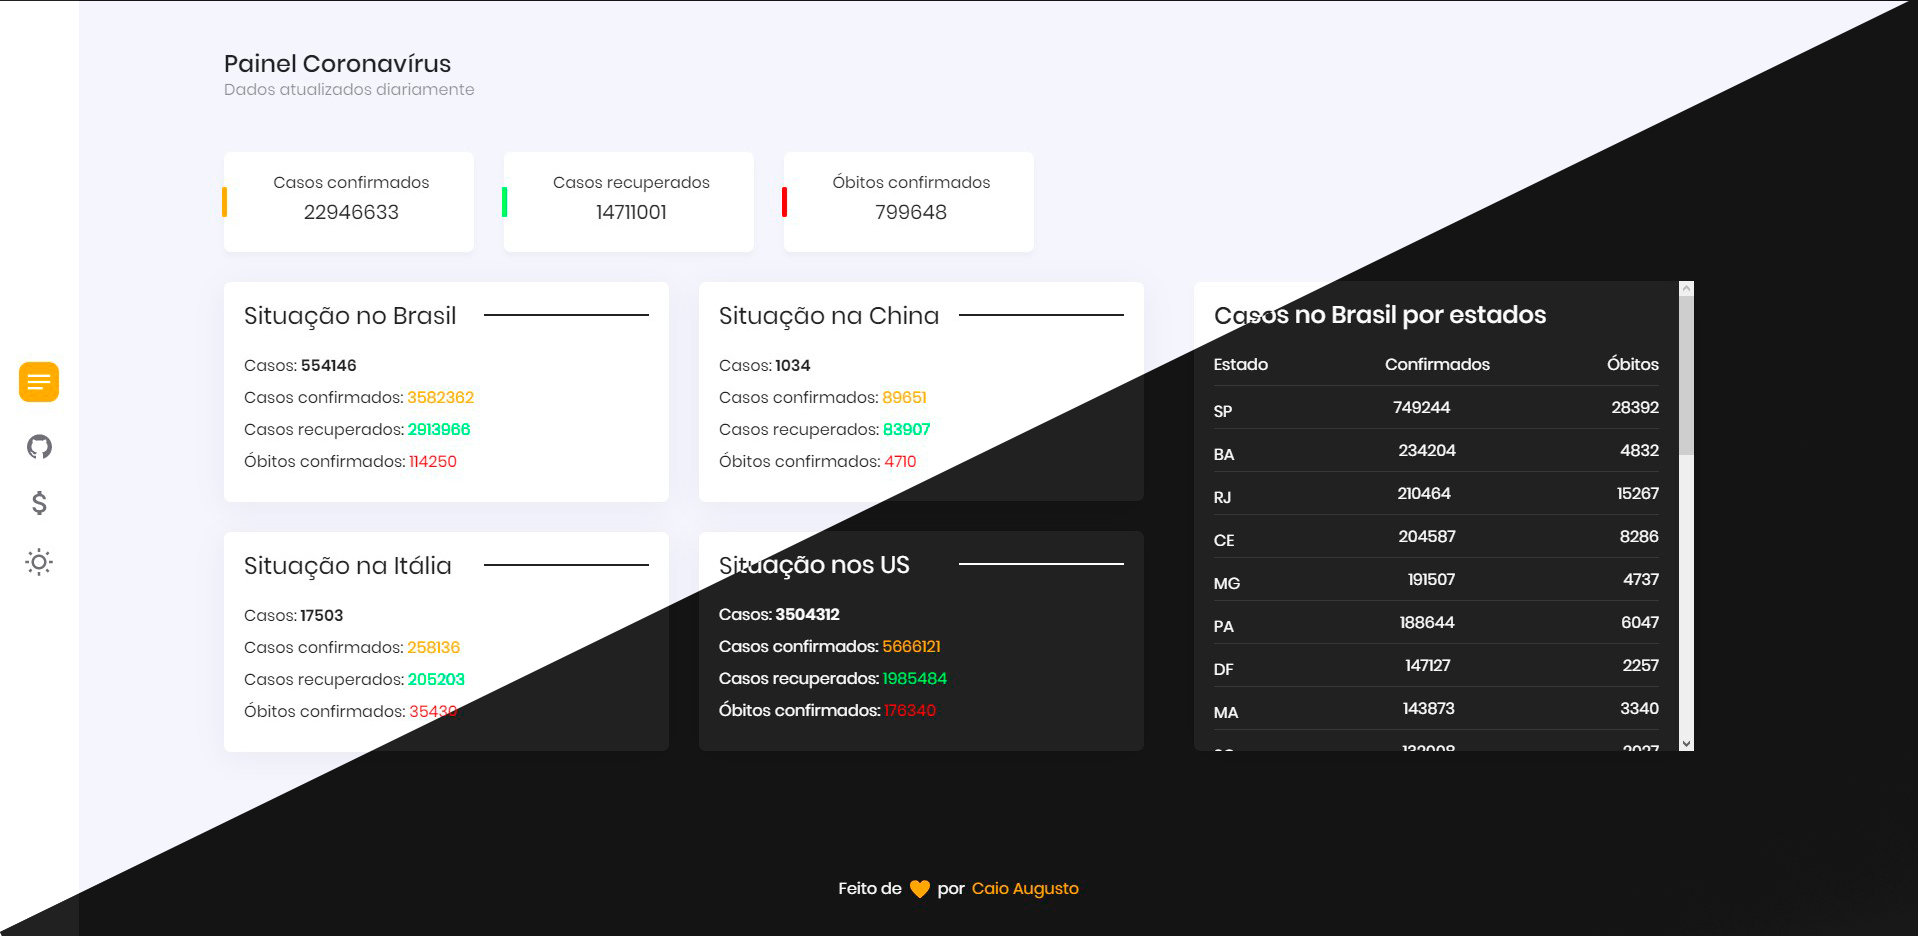 Painel Coronavírus
Dados atualizados diariamente
Casos confirmados
22946633
Casos recuperados
14711001
Óbitos confirmados
799648
Situação no Brasil
Casos: 554146
Casos confirmados: 3582362
Casos recuperados: 2913966
Óbitos confirmados: 114250
Situação na China
Casos: 1034
Casos confirmados: 89651
Casos recuperados: 83907
Óbitos confirmados: 4710
Situação na Itália
Casos: 17503
Casos confirmados: 258136
Casos recuperados: 205203
Óbitos confirmados: 35430
Situação nos US
Casos: 3504312
Casos confirmados: 5666121
Casos recuperados: 1985484
Óbitos confirmados: 176340
Casos no Brasil por estados
Estado Confirmados Óbitos
SP 749244 28392
BA 234204 4832
RJ 210464 15267
CE 204587 8286
MG 191507 4737
PA 188644 6047
DF 147127 2257
MA 143873 3340
Feito de por Caio Augusto